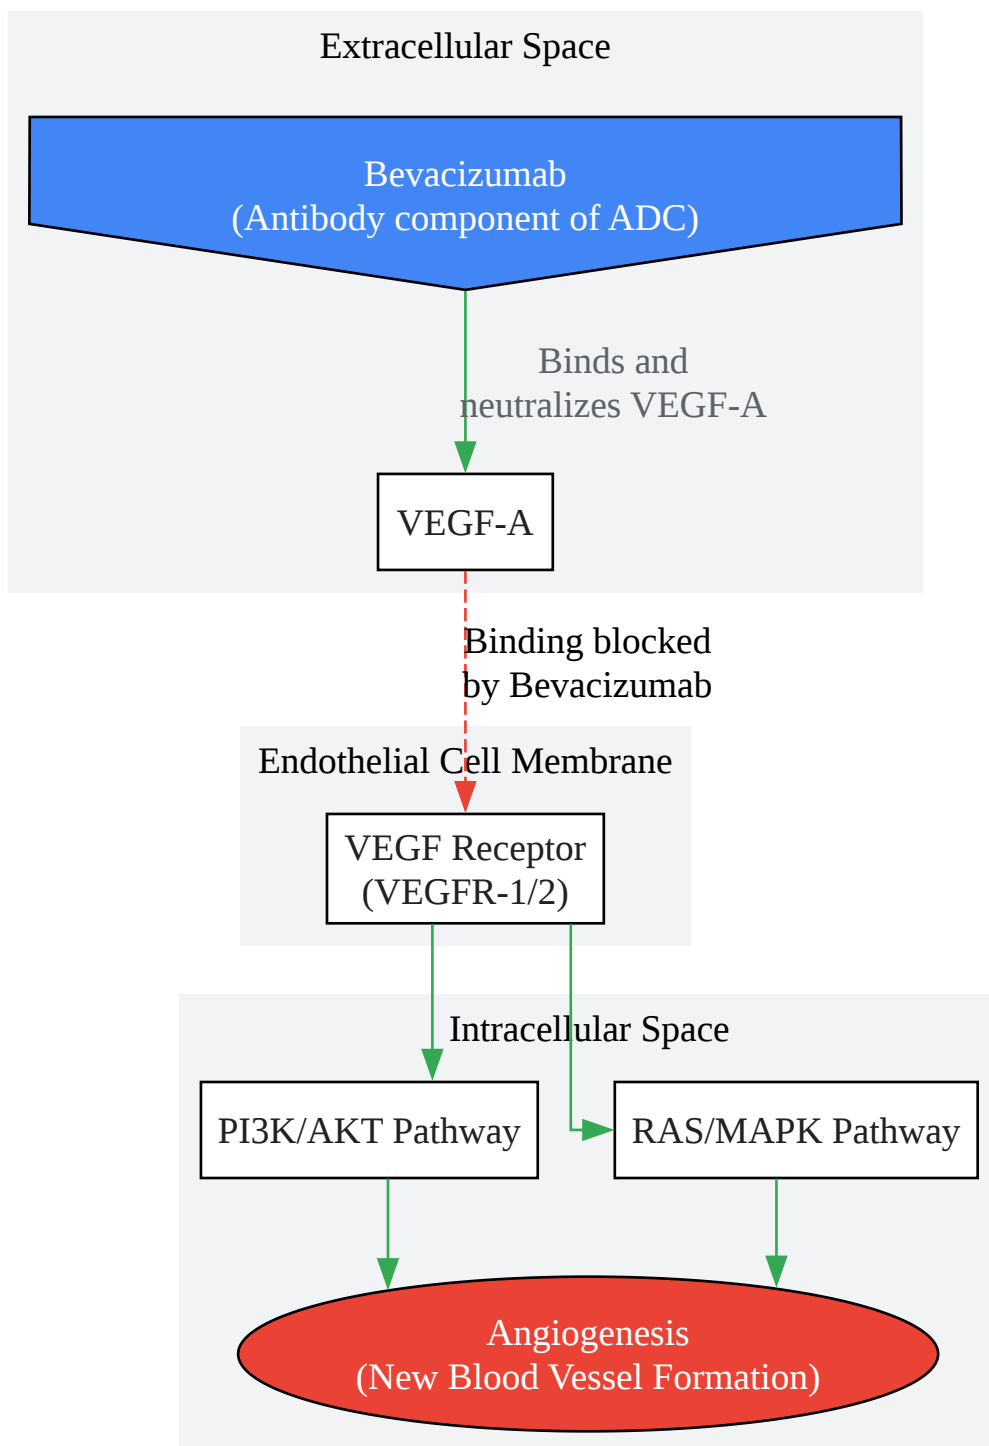 Extracellular Space
Bevacizumab
(Antibody component of ADC)
Binds and
neutralizes VEGF-A
VEGF-A
Binding blocked
by Bevacizumab
Endothelial Cell Membrane
VEGF Receptor
(VEGFR-1/2)
Intracellular Space
PI3K/AKT Pathway
RAS/MAPK Pathway
Angiogenesis
(New Blood Vessel Formation)